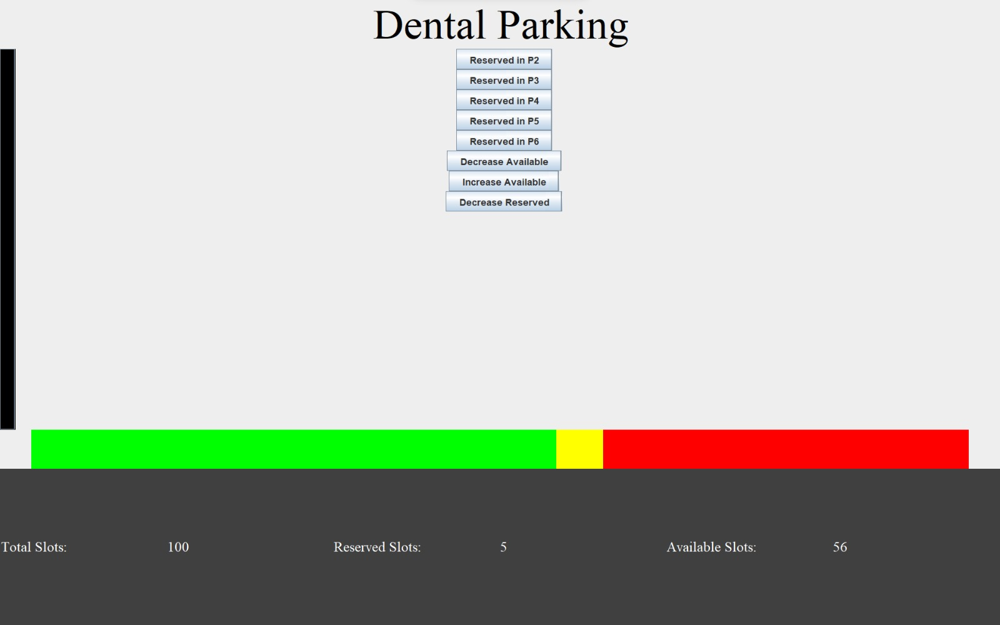 Dental Parking
Reserved in P2
Reserved in P3
Reserved in P4
Reserved in P5
Reserved in P6
Decrease Available
Increase Available
Decrease Reserved
Total Slots: 100 Reserved Slots: 5 Available Slots: 56